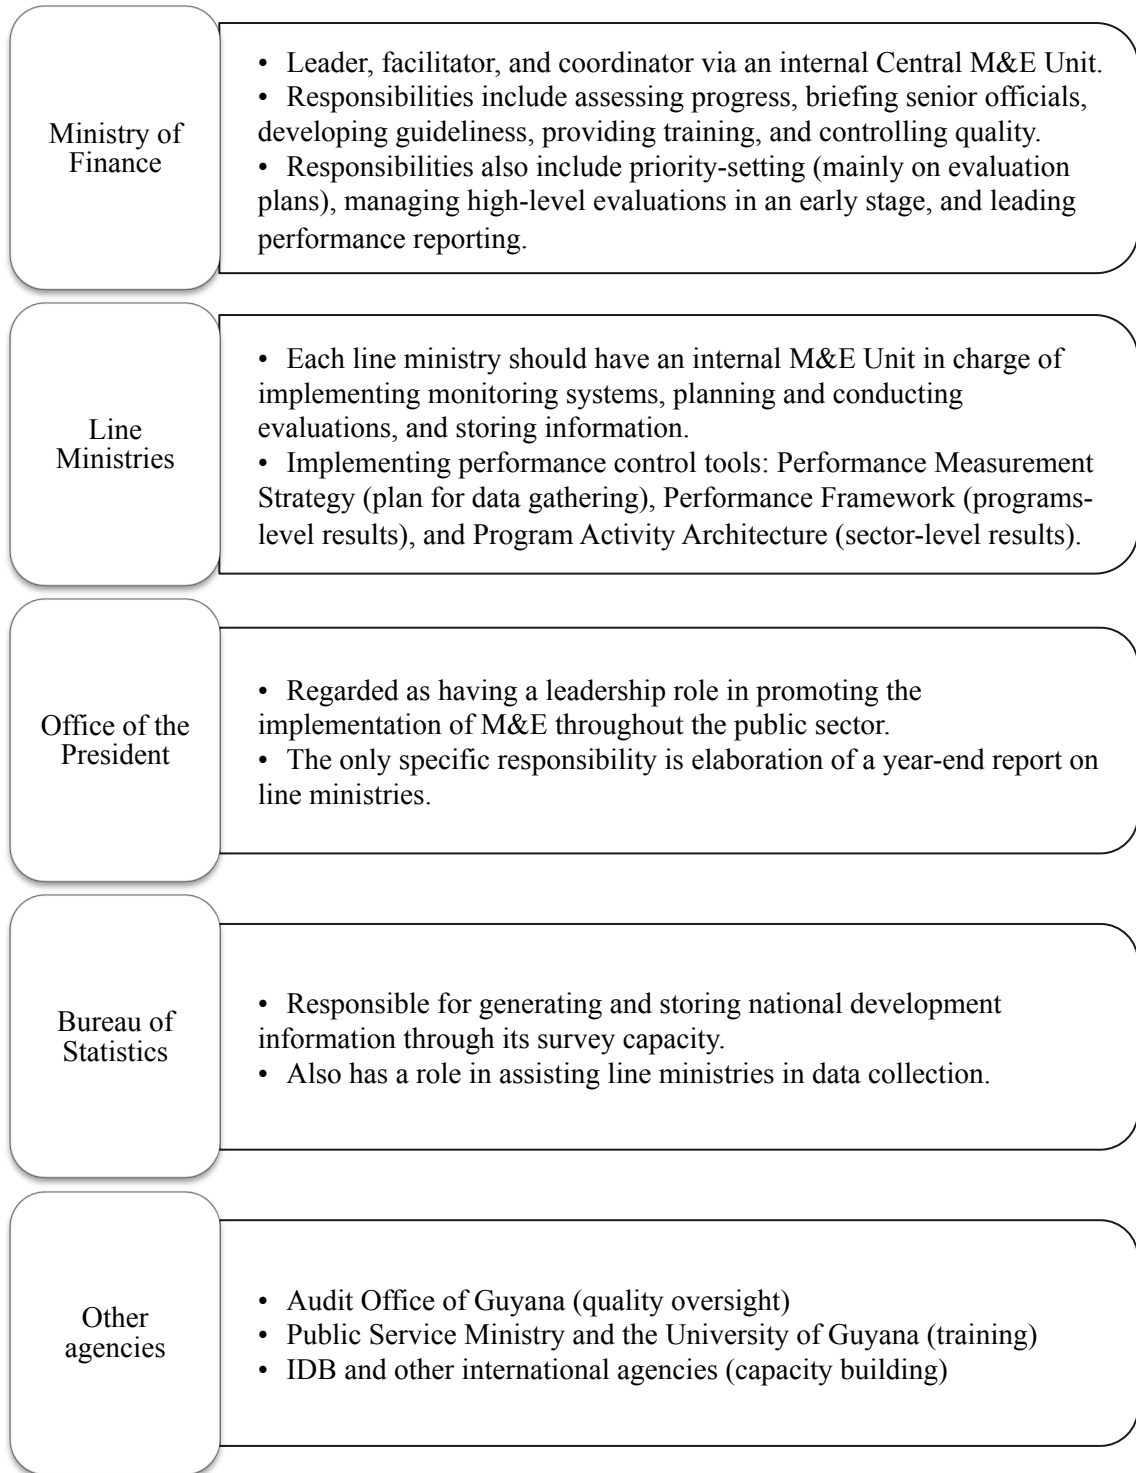 Ministry of
Finance
• Leader, facilitator, and coordinator via an internal Central M&E Unit.
• Responsibilities include assessing progress, briefing senior officials,
developing guideliness, providing training, and controlling quality.
• Responsibilities also include priority-setting (mainly on evaluation
plans), managing high-level evaluations in an early stage, and leading
performance reporting.
Line
Ministries
• Each line ministry should have an internal M&E Unit in charge of
implementing monitoring systems, planning and conducting
evaluations, and storing information.
• Implementing performance control tools: Performance Measurement
Strategy (plan for data gathering), Performance Framework (programs-
level results), and Program Activity Architecture (sector-level results).
Office of the
President
• Regarded as having a leadership role in promoting the
implementation of M&E throughout the public sector.
• The only specific responsibility is elaboration of a year-end report on
line ministries.
Bureau of
Statistics
• Responsible for generating and storing national development
information through its survey capacity.
• Also has a role in assisting line ministries in data collection.
Other
agencies
• Audit Office of Guyana (quality oversight)
• Public Service Ministry and the University of Guyana (training)
• IDB and other international agencies (capacity building)